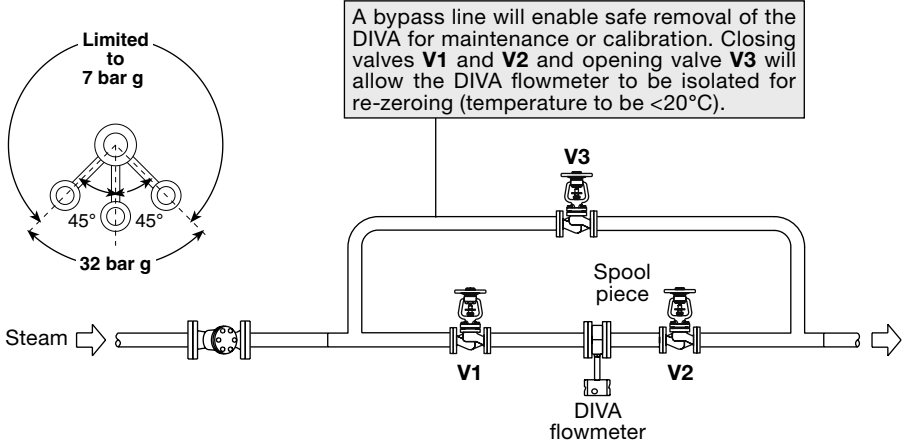 Limited
to
7 bar g
45°
45°
32 bar g
A bypass line will enable safe removal of the
DIVA for maintenance or calibration. Closing
valves V1 and V2 and opening valve V3 will
allow the DIVA flowmeter to be isolated for
re-zeroing (temperature to be <20°C).
V3
Spool
piece
Steam
V1
V2
DIVA
flowmeter